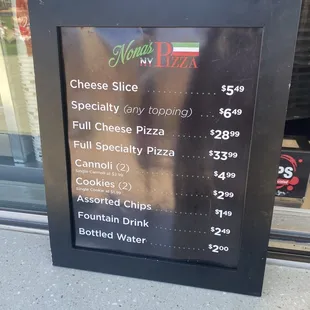 Nona's
NY PIZZA
Cheese Slice $5.49
Specialty (any topping) $6.49
Full Cheese Pizza $28.99
Full Specialty Pizza $33.99
Cannoli (2) $4.99
Cookies (2) $2.99
Assorted Chips $1.49
Fountain Drink $2.49
Bottled Water $2.00